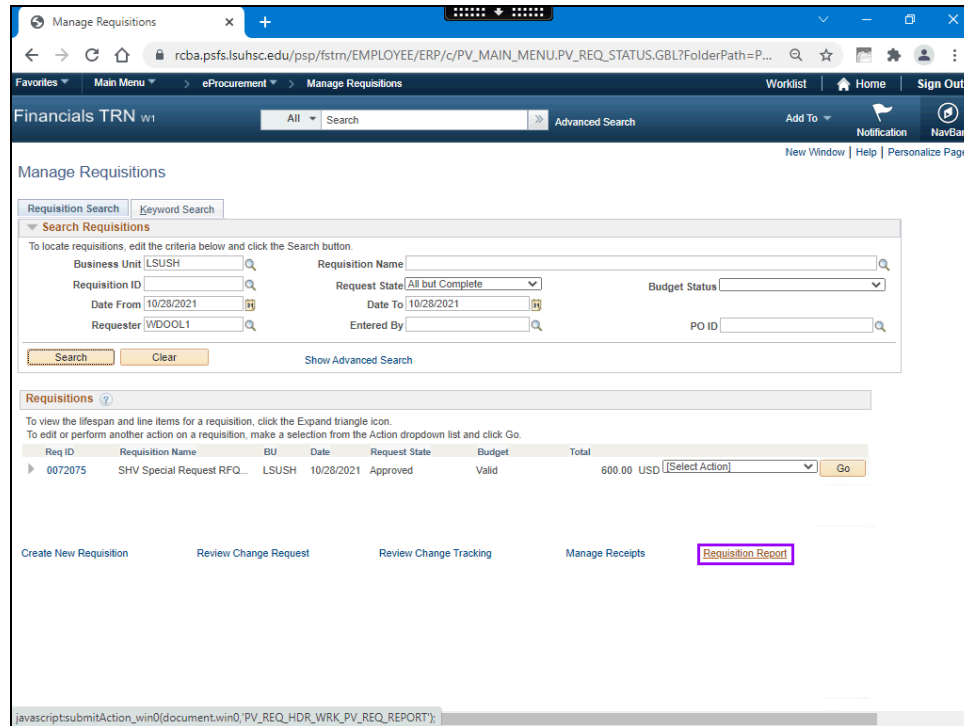 Manage Requisitions
rcba.psfs.lsuhsc.edu/psp/fstrn/EMPLOYEE/ERP/c/PV_MAIN_MENU.PV_REQ_STATUS.GBL?FolderPath=P...
Favorites Main Menu > eProcurement > Manage Requisitions Worklist Home Sign Out
Financials TRN W1 All Search » Advanced Search Add To Notification NavBar
New Window | Help | Personalize Page
Manage Requisitions
Requisition Search Keyword Search
Search Requisitions
To locate requisitions, edit the criteria below and click the Search button.
Business Unit LSUSH Requisition Name
Requisition ID Request State All but Complete Budget Status
Date From 10/28/2021 Date To 10/28/2021
Requester WDOOL1 Entered By PO ID
Search Clear Show Advanced Search
Requisitions ?
To view the lifespan and line items for a requisition, click the Expand triangle icon.
To edit or perform another action on a requisition, make a selection from the Action dropdown list and click Go.
Req ID Requisition Name BU Date Request State Budget Total
0072075 SHV Special Request RFQ... LSUSH 10/28/2021 Approved Valid 600.00 USD [Select Action] Go
Create New Requisition Review Change Request Review Change Tracking Manage Receipts Requisition Report
javascript:submitAction_win0(document.win0,'PV_REQ_HDR_WRK_PV_REQ_REPORT');